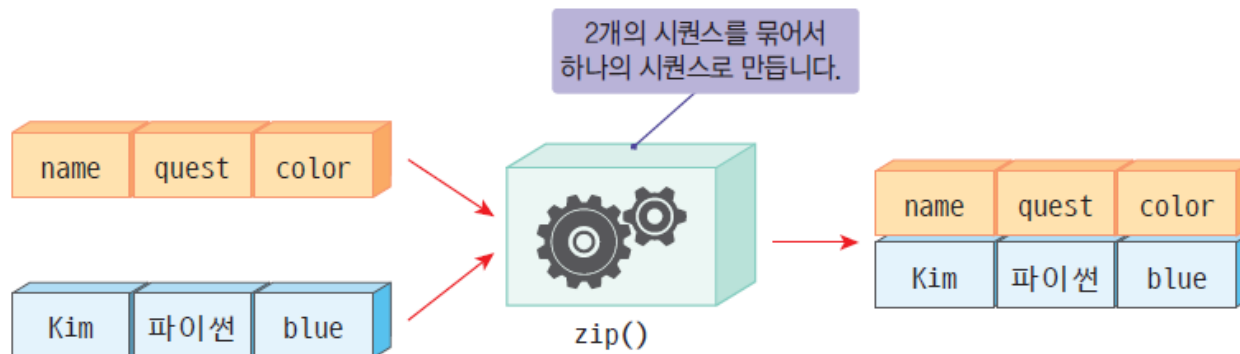 2개의 시퀀스를 묶어서
하나의 시퀀스로 만듭니다.
name quest color
Kim 파이썬 blue
zip()
name quest color
Kim 파이썬 blue